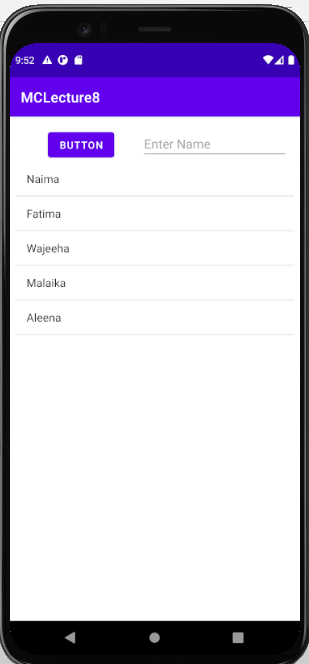 9:52
MCLecture8
BUTTON Enter Name
Naima
Fatima
Wajeeha
Malaika
Aleena